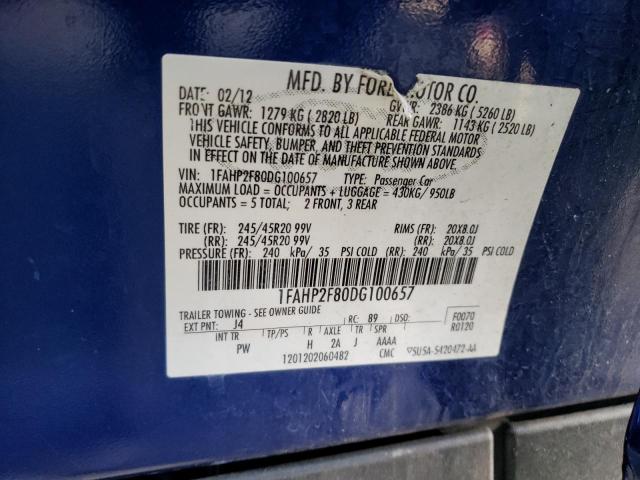 MFD. BY FORD MOTOR CO.
DATE: 02/12 GVWR: 2386 KG (5260 LB)
FRONT GAWR: 1279 KG (2820 LB) REAR GAWR: 1143 KG (2520 LB)
THIS VEHICLE CONFORMS TO ALL APPLICABLE FEDERAL MOTOR
VEHICLE SAFETY, BUMPER, AND THEFT PREVENTION STANDARDS
IN EFFECT ON THE DATE OF MANUFACTURE SHOWN ABOVE.
VIN: 1FAHP2F80DG100657 TYPE: Passenger Car
MAXIMUM LOAD = OCCUPANTS + LUGGAGE = 430KG/ 950LB
OCCUPANTS = 5 TOTAL; 2 FRONT, 3 REAR
TIRE (FR): 245/45R20 99V RIMS (FR): 20X8.0J
(RR): 245/45R20 99V (RR): 20X8.0J
PRESSURE (FR): 240 kPa/ 35 PSI COLD (RR): 240 kPa/ 35 PSI COLD
1FAHP2F80DG100657
TRAILER TOWING - SEE OWNER GUIDE F0070
EXT PNT: J4 RC: 89 DSO: R0120
INT TR TP/PS R AXLE TR SPR
PW H 2A J AAAA
1201202060482 CMC